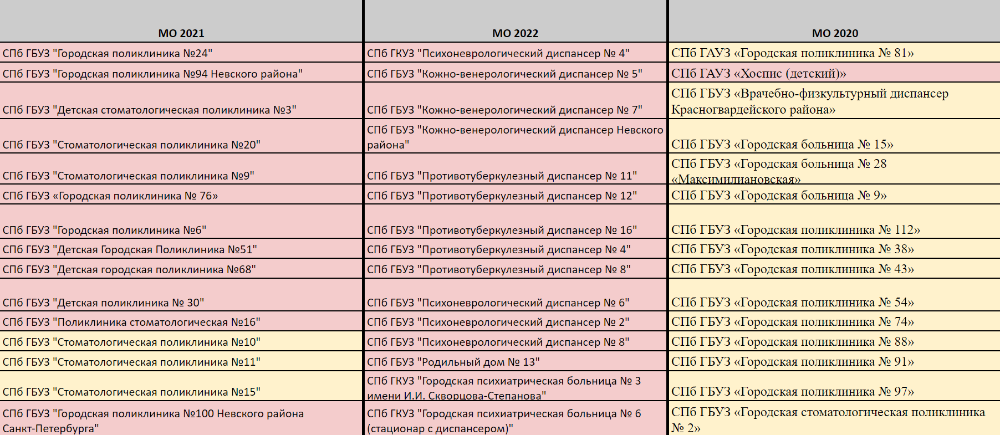 МО 2021
МО 2022
МО 2020
СПб ГБУЗ "Городская поликлиника №24"
СПб ГКУЗ "Психоневрологический диспансер № 4"
СПб ГАУЗ «Городская поликлиника № 81»
СПб ГБУЗ "Городская поликлиника №94 Невского района"
СПб ГБУЗ "Кожно-венерологический диспансер № 5"
СПб ГАУЗ «Хоспис (детский)»
СПб ГБУЗ "Детская стоматологическая поликлиника №3"
СПб ГБУЗ "Кожно-венерологический диспансер № 7"
СПб ГБУЗ «Врачебно-физкультурный диспансер
Красногвардейского района»
СПб ГБУЗ "Стоматологическая поликлиника №20"
СПб ГБУЗ "Кожно-венерологический диспансер Невского
района"
СПб ГБУЗ «Городская больница № 15»
СПб ГБУЗ "Стоматологическая поликлиника №9"
СПб ГБУЗ "Противотуберкулезный диспансер № 11"
СПб ГБУЗ «Городская больница № 28
«Максимилиановская»
СПб ГБУЗ «Городская поликлиника № 76»
СПб ГБУЗ "Противотуберкулезный диспансер № 12"
СПб ГБУЗ «Городская больница № 9»
СПб ГБУЗ "Городская поликлиника №6"
СПб ГБУЗ "Противотуберкулезный диспансер № 16"
СПб ГБУЗ «Городская поликлиника № 112»
СПб ГБУЗ "Детская Городская Поликлиника №51"
СПб ГБУЗ "Противотуберкулезный диспансер № 4"
СПб ГБУЗ «Городская поликлиника № 38»
СПб ГБУЗ "Детская городская поликлиника №68"
СПб ГБУЗ "Противотуберкулезный диспансер № 8"
СПб ГБУЗ «Городская поликлиника № 43»
СПб ГБУЗ "Детская поликлиника № 30"
СПб ГБУЗ "Психоневрологический диспансер № 6"
СПб ГБУЗ «Городская поликлиника № 54»
СПб ГБУЗ "Поликлиника стоматологическая №16"
СПб ГБУЗ "Психоневрологический диспансер № 2"
СПб ГБУЗ «Городская поликлиника № 74»
СПб ГБУЗ "Стоматологическая поликлиника №10"
СПб ГБУЗ "Психоневрологический диспансер № 8"
СПб ГБУЗ «Городская поликлиника № 88»
СПб ГБУЗ "Стоматологическая поликлиника №11"
СПб ГБУЗ "Родильный дом № 13"
СПб ГБУЗ «Городская поликлиника № 91»
СПб ГБУЗ "Стоматологическая поликлиника №15"
СПб ГКУЗ "Городская психиатрическая больница № 3
имени И.И. Скворцова-Степанова"
СПб ГБУЗ «Городская поликлиника № 97»
СПб ГБУЗ "Городская поликлиника №100 Невского района
Санкт-Петербурга"
СПб ГКУЗ "Городская психиатрическая больница № 6
(стационар с диспансером)"
СПб ГБУЗ «Городская стоматологическая поликлиника
№ 2»